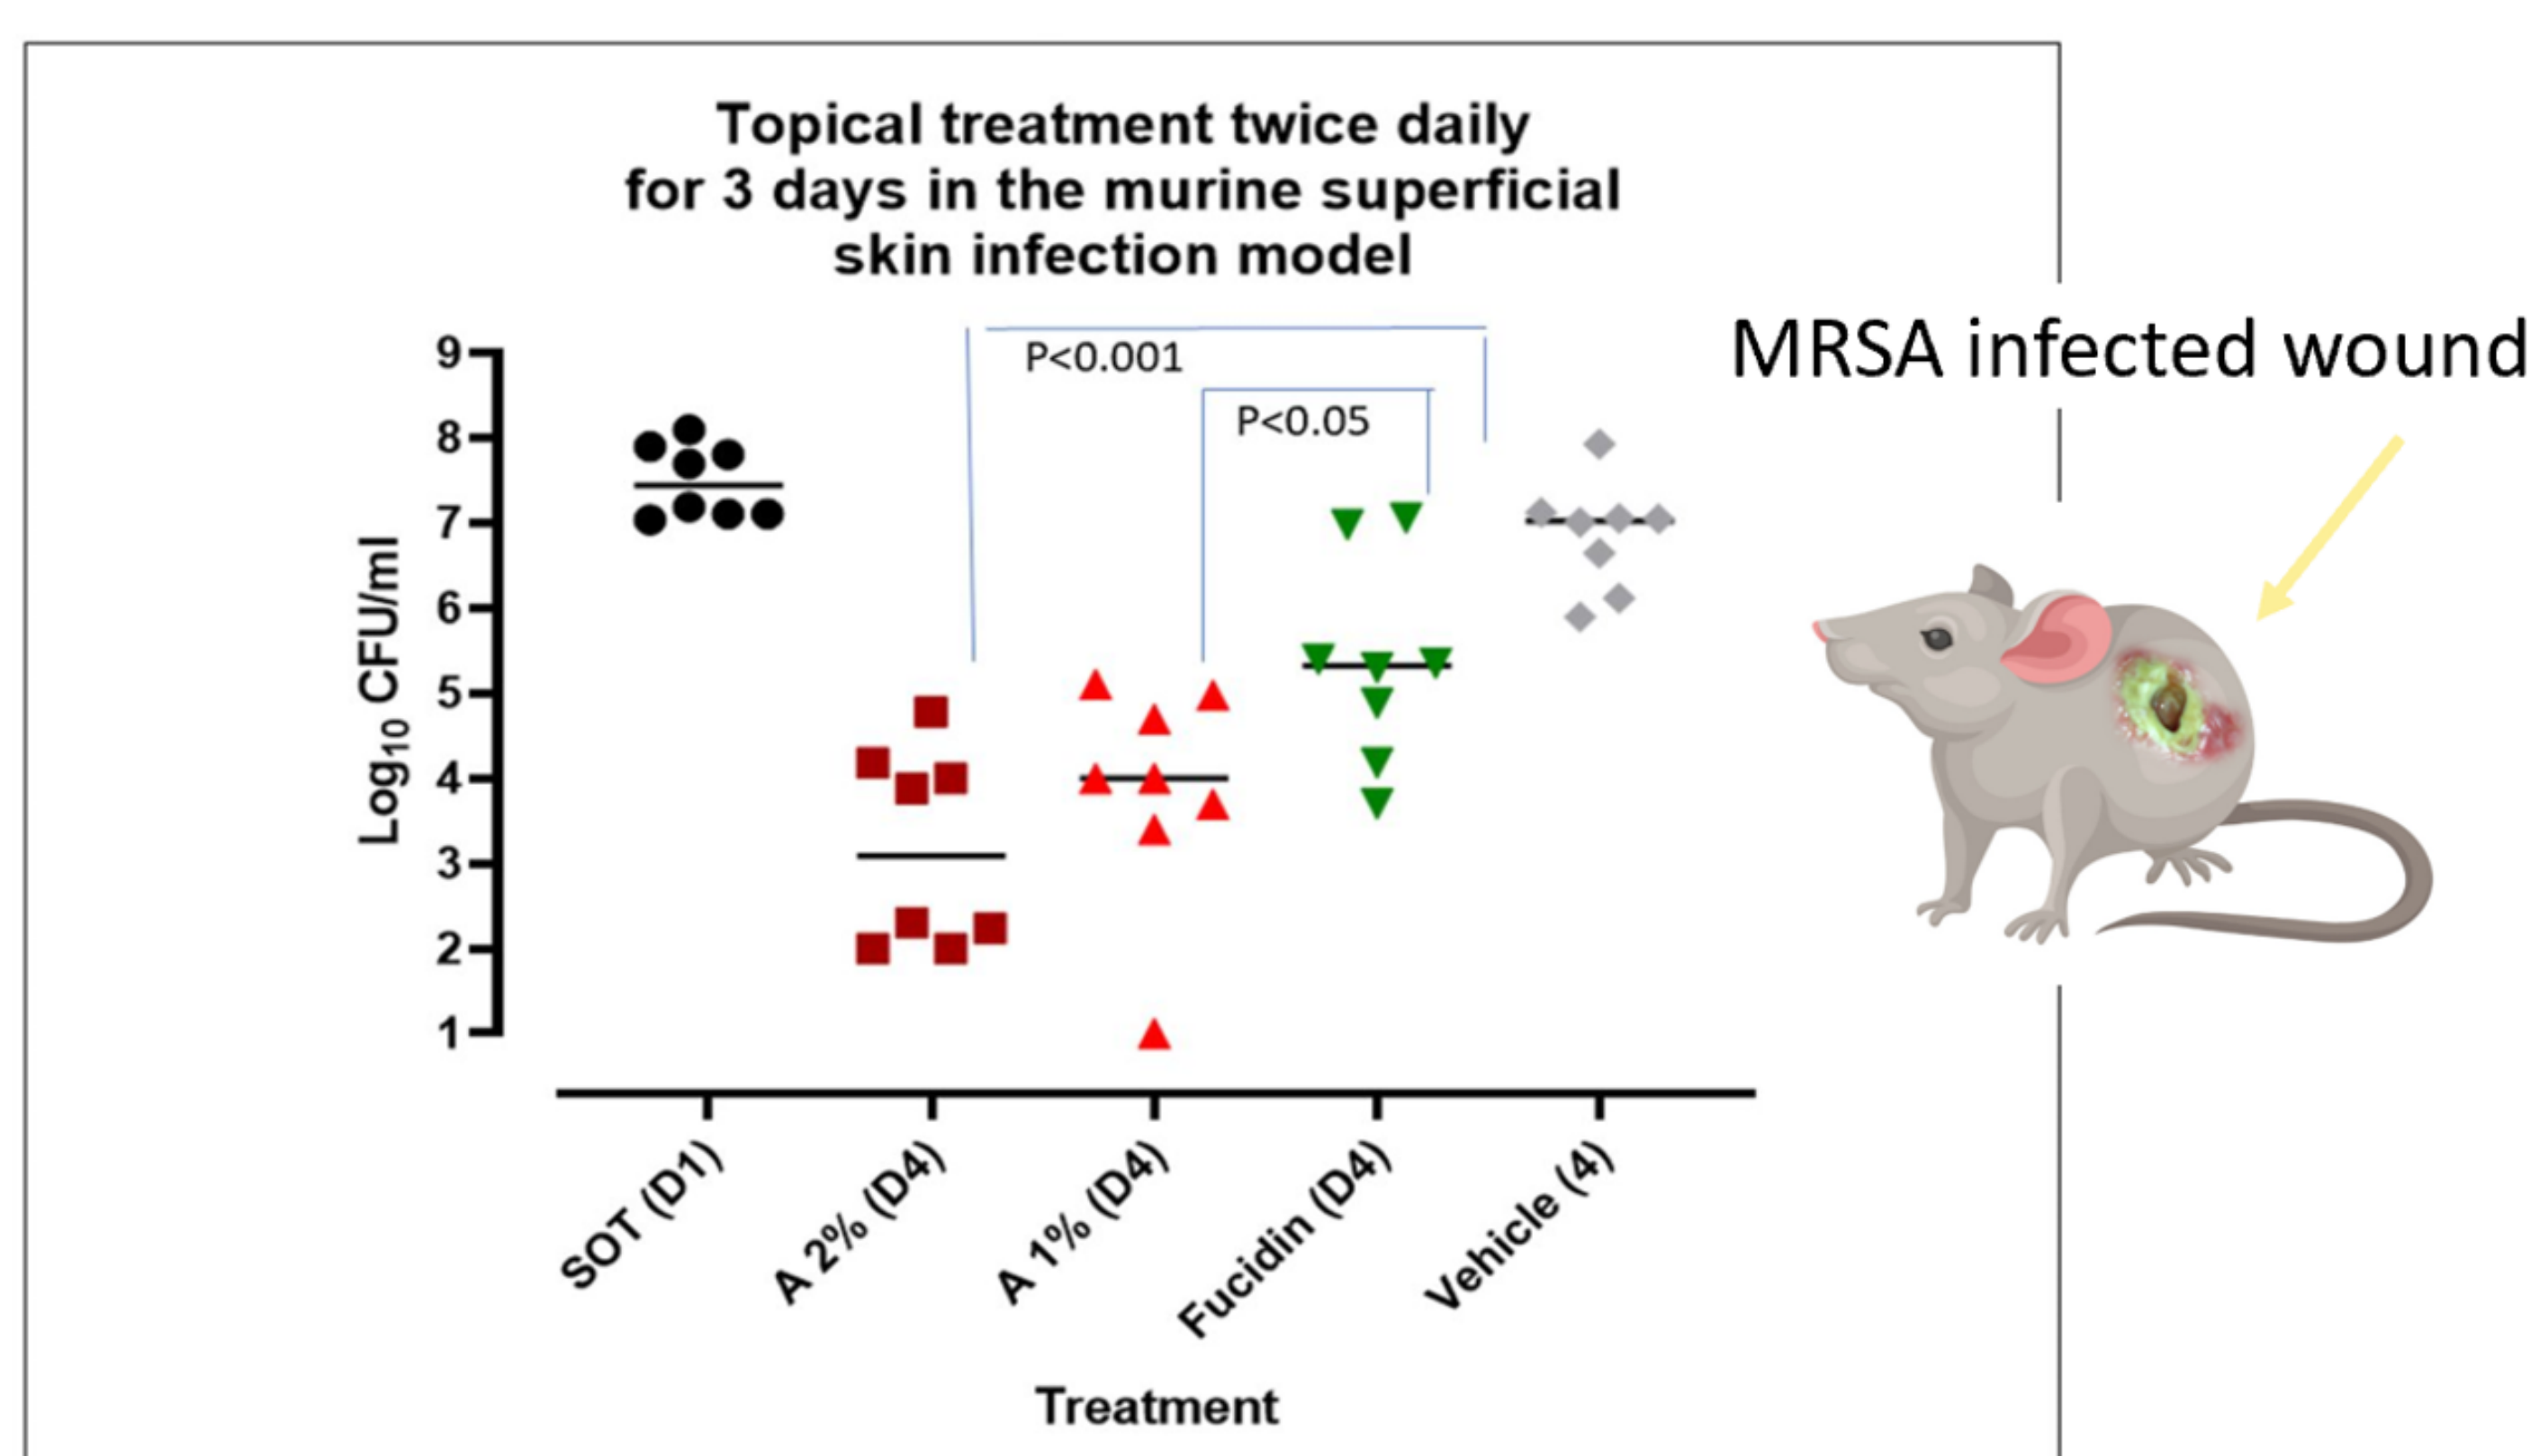 Topical treatment twice daily
for 3 days in the murine superficial
skin infection model
MRSA infected wound
P<0.001
P<0.05
Log10 CFU/ml
9
8
7
6
5
4
3
2
1
SOT (D1)
A 2% (D4)
A 1% (D4)
Fucidin (D4)
Vehicle (4)
Treatment